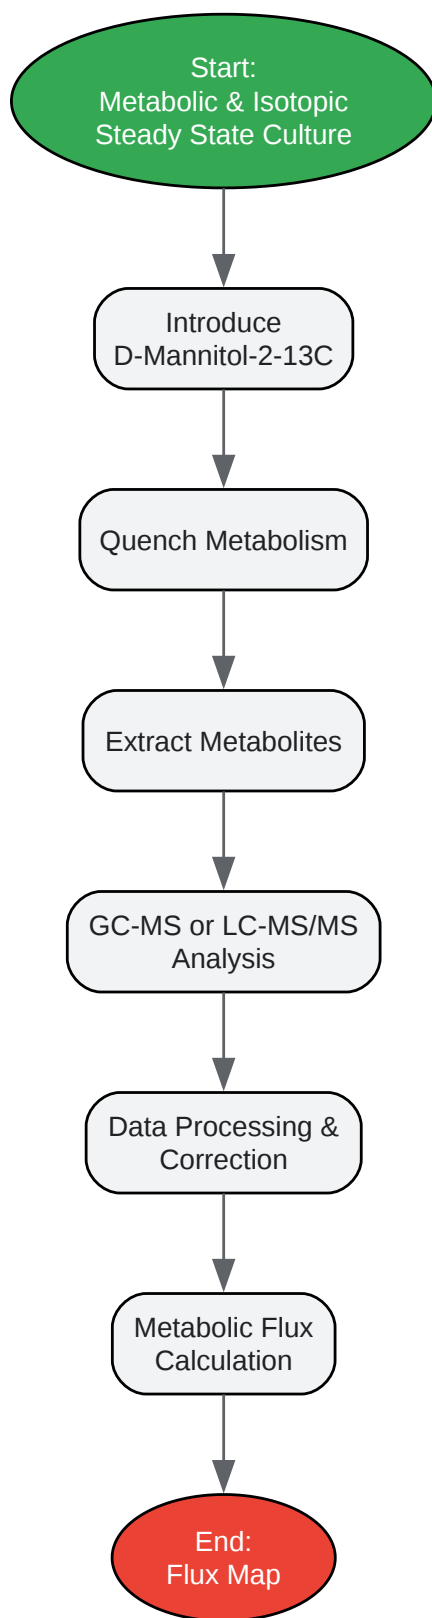 Start:
Metabolic & Isotopic
Steady State Culture
Introduce
D-Mannitol-2-13C
Quench Metabolism
Extract Metabolites
GC-MS or LC-MS/MS
Analysis
Data Processing &
Correction
Metabolic Flux
Calculation
End:
Flux Map